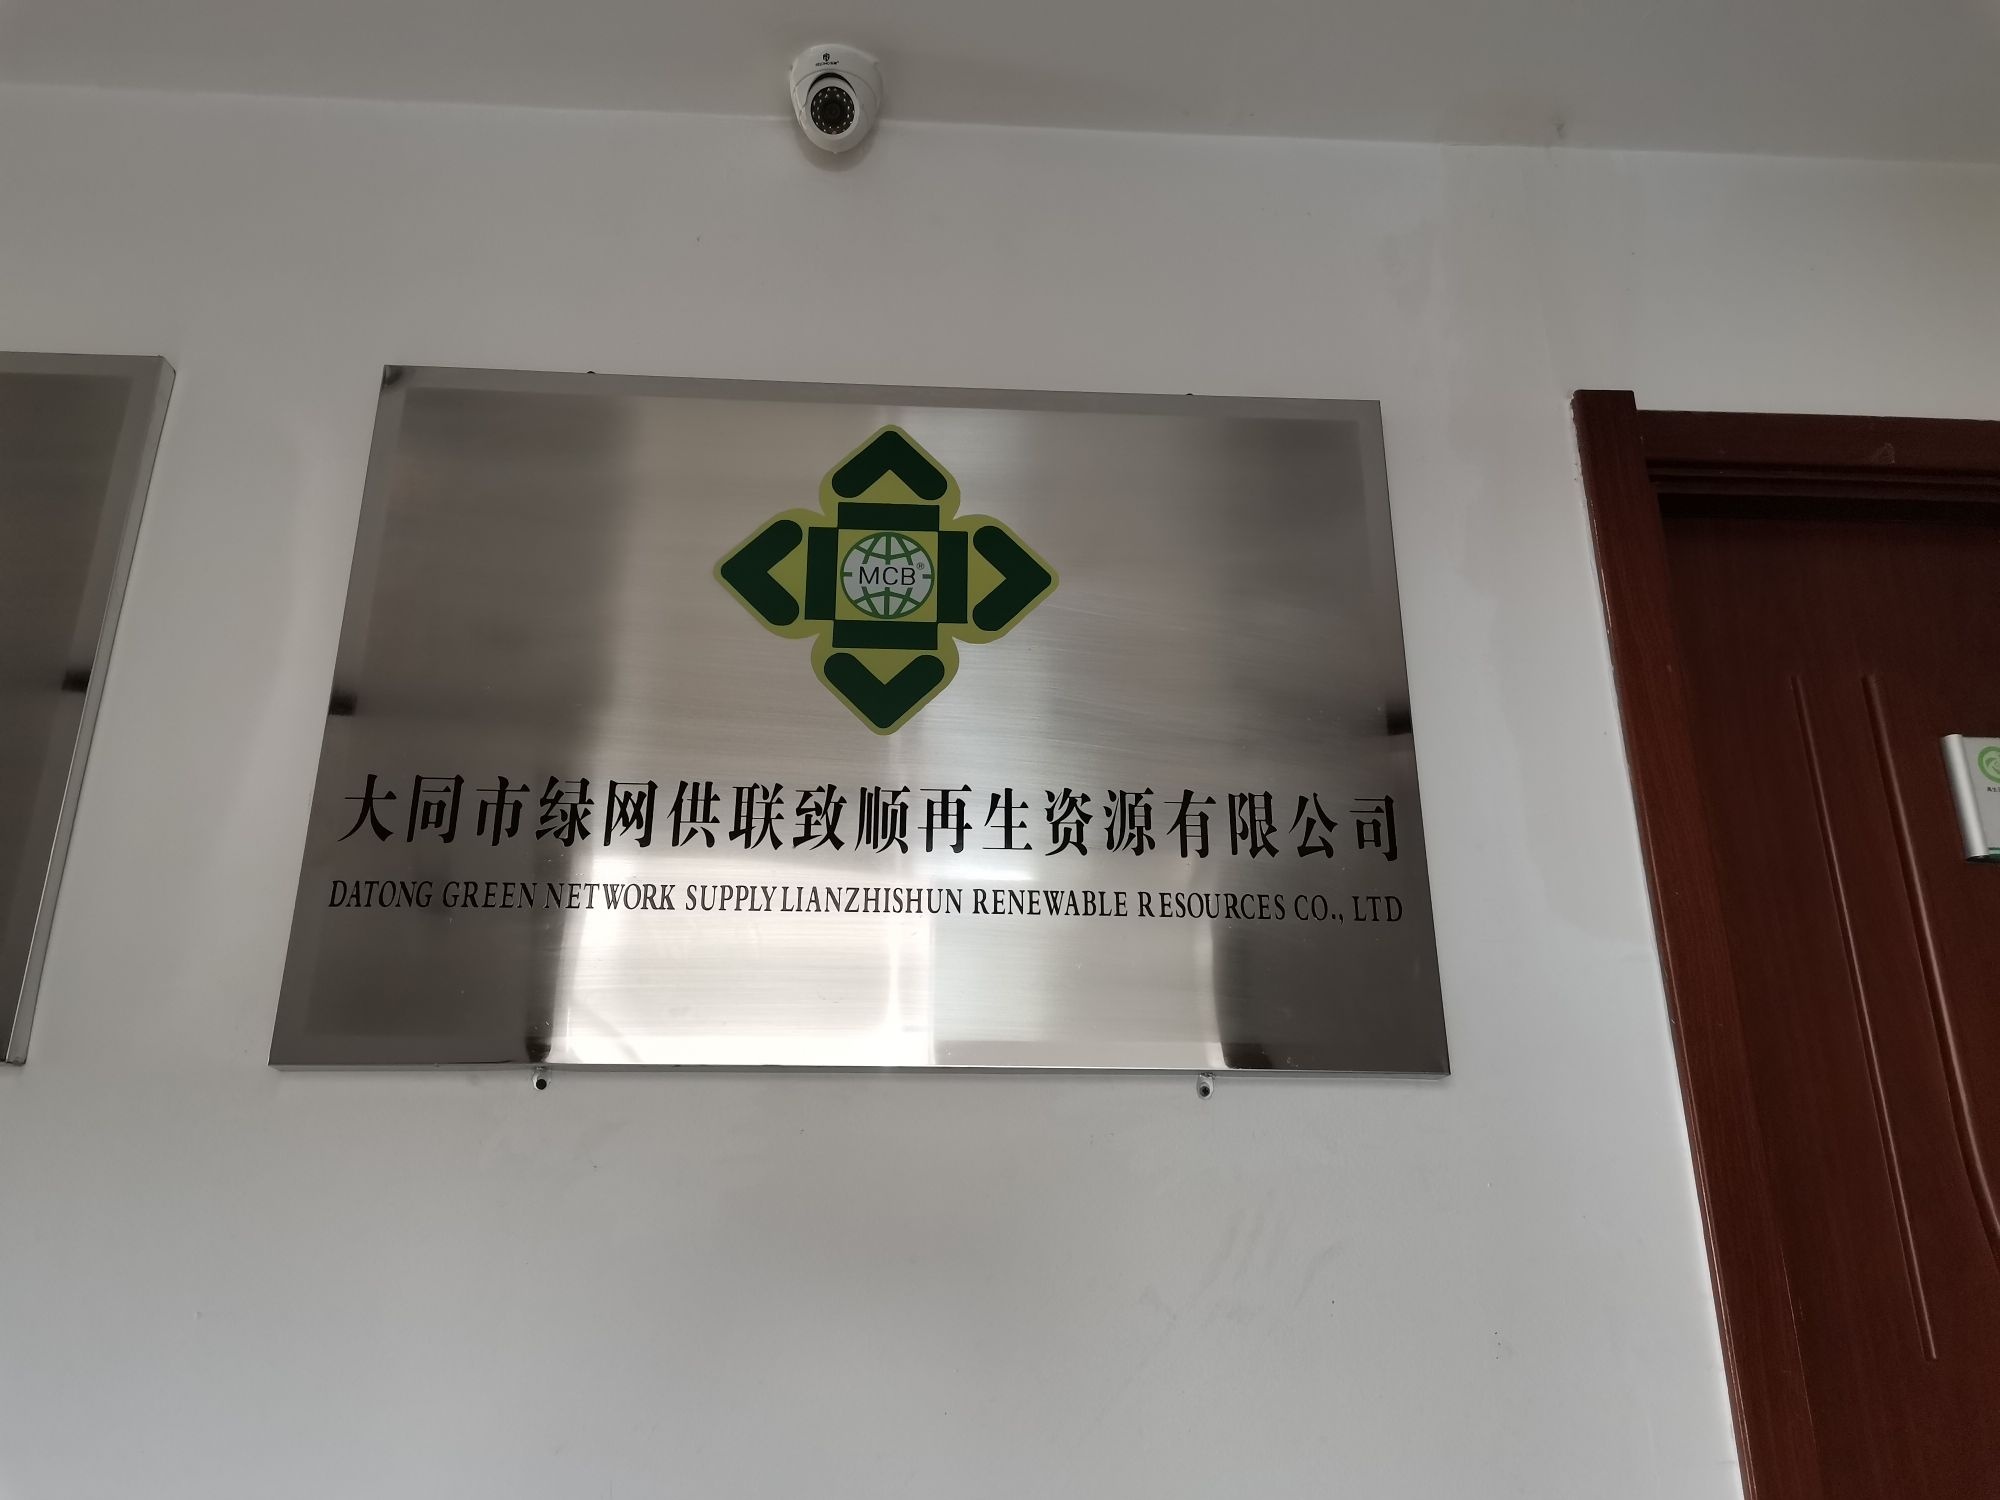 MCB®
大同市绿网供联致顺再生资源有限公司
DATONG GREEN NETWORK SUPPLYLIANZHISHUN RENEWABLE RESOURCES CO., LTD